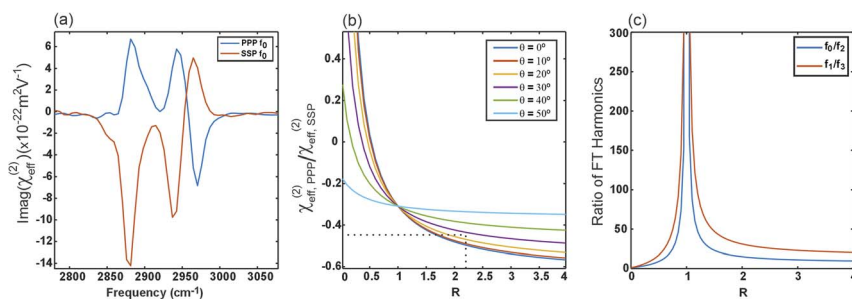 (a)
PPP f0
SSP f0
Imag(χeff(2))(x10-22m2V-1)
6
4
2
0
-2
-4
-6
-8
-10
-12
-14
2800 2850 2900 2950 3000 3050
Frequency (cm-1)
(b)
θ = 0º
θ = 10º
θ = 20º
θ = 30º
θ = 40º
θ = 50º
χ(2)eff, PPP/χ(2)eff, SSP
0.4
0.2
0
-0.2
-0.4
-0.6
0 0.5 1 1.5 2 2.5 3 3.5 4
R
(c)
f0/f2
f1/f3
Ratio of FT Harmonics
300
250
200
150
100
50
0
0 1 2 3 4
R